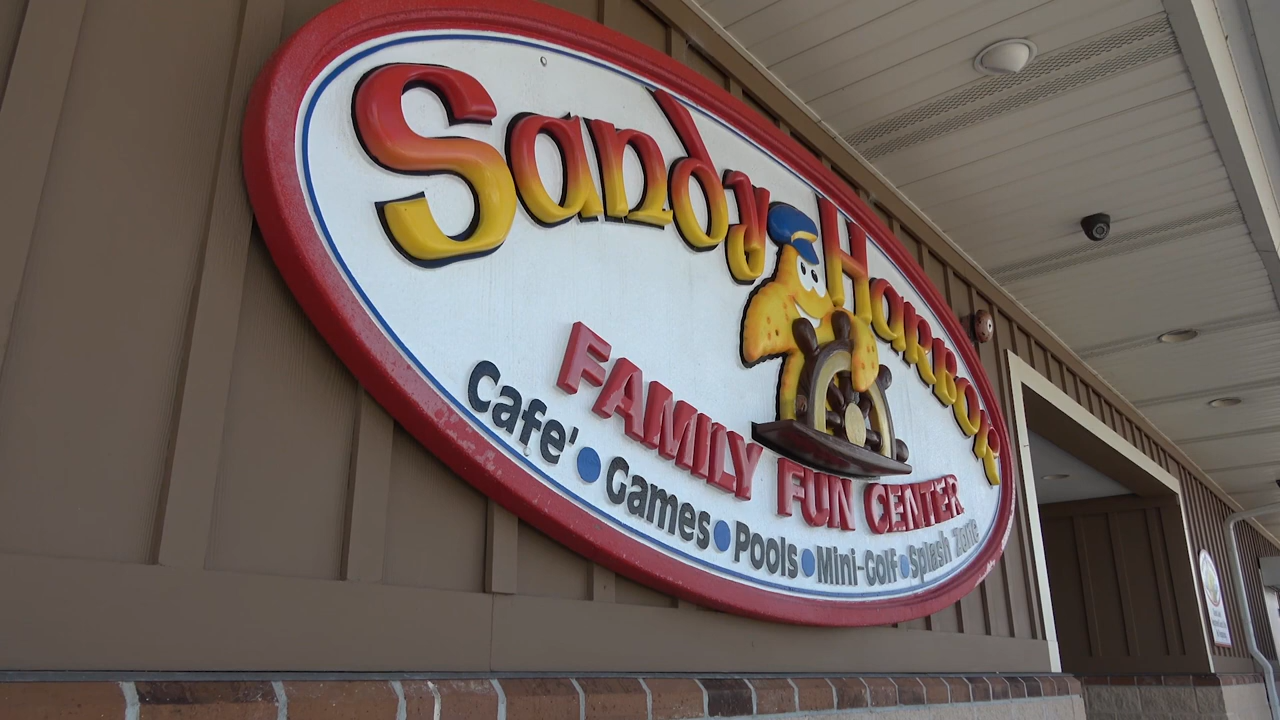 Sandy Harbor
FAMILY FUN CENTER
Cafe' • Games • Pools • Mini-Golf • Splash Zone